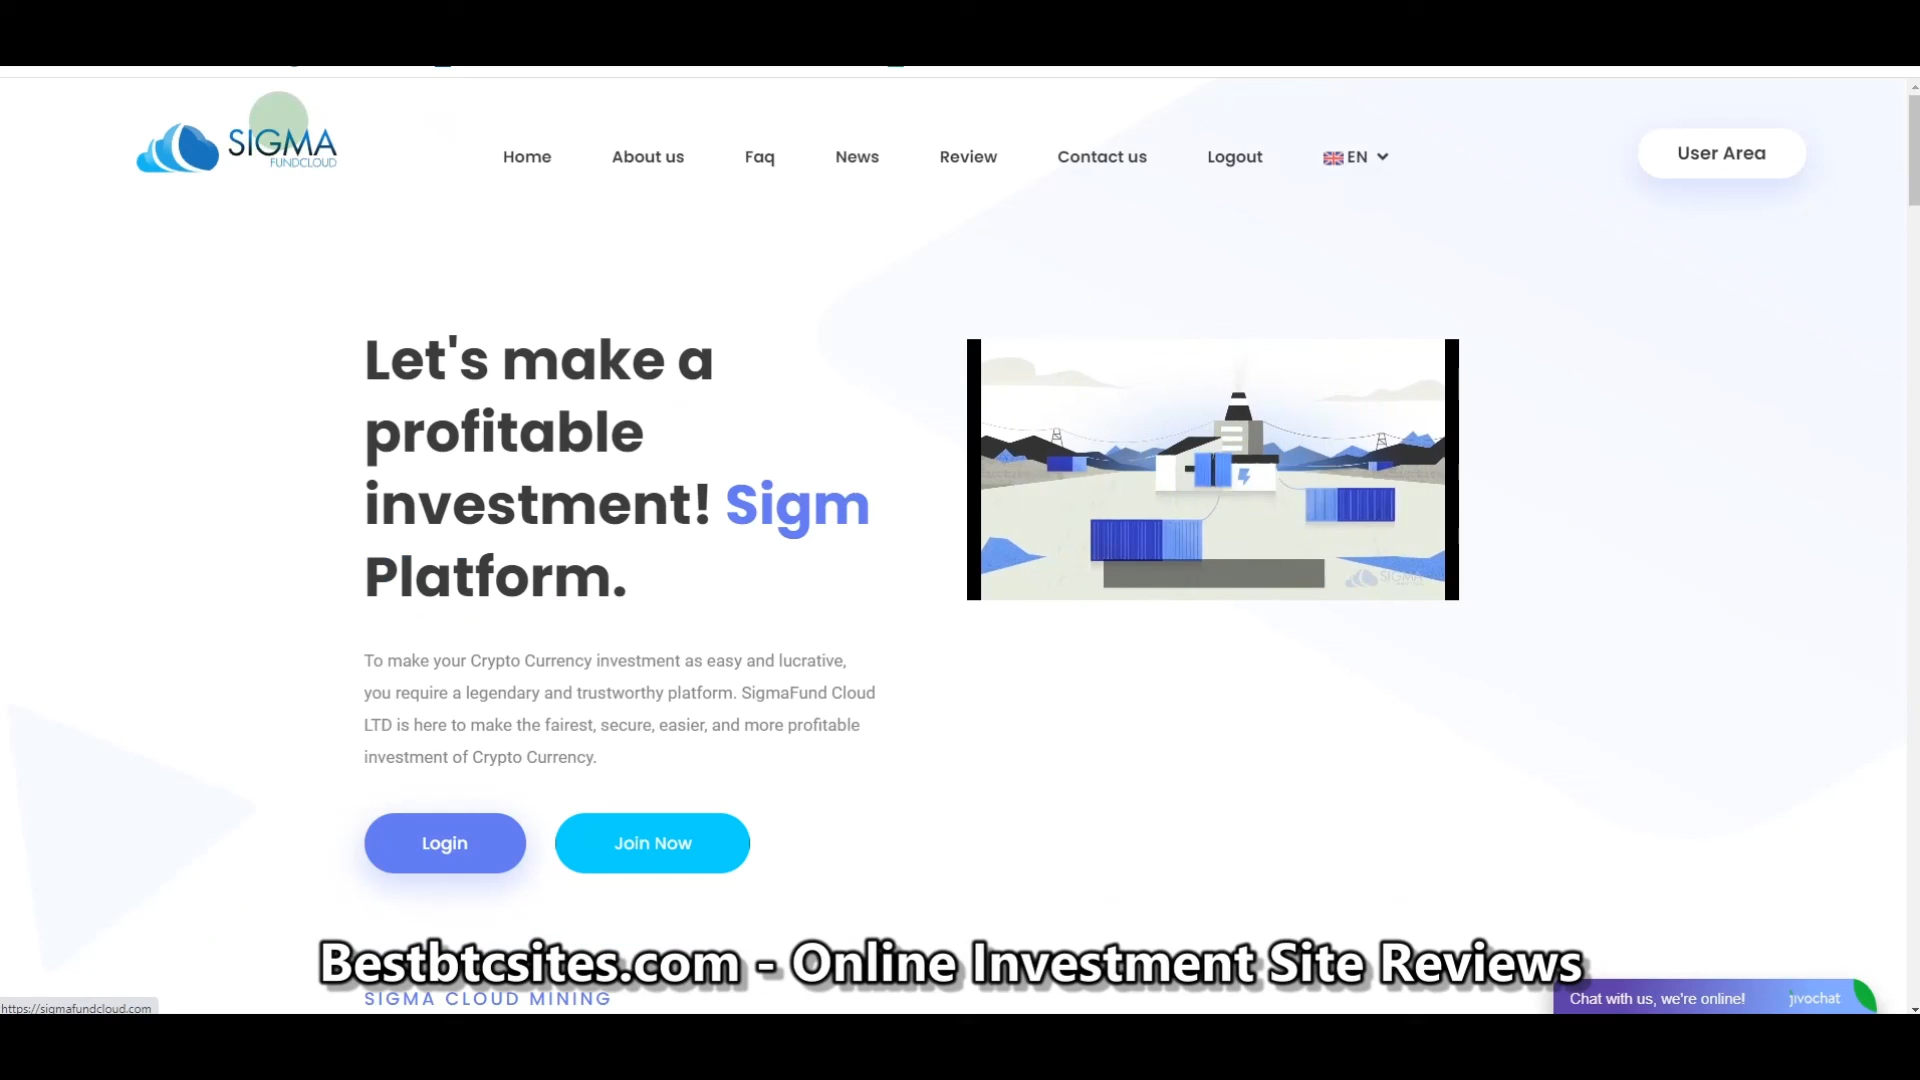 SIGMA
FUNDCLOUD
Home
About us
Faq
News
Review
Contact us
Logout
EN
User Area
Let's make a
profitable
investment! Sigm
Platform.
SIGMA
To make your Crypto Currency investment as easy and lucrative,
you require a legendary and trustworthy platform. SigmaFund Cloud
LTD is here to make the fairest, secure, easier, and more profitable
investment of Crypto Currency.
Login
Join Now
Bestbtcsites.com - Online Investment Site Reviews
SIGMA CLOUD MINING
Chat with us, we're online!
jivochat
https://sigmafundcloud.com